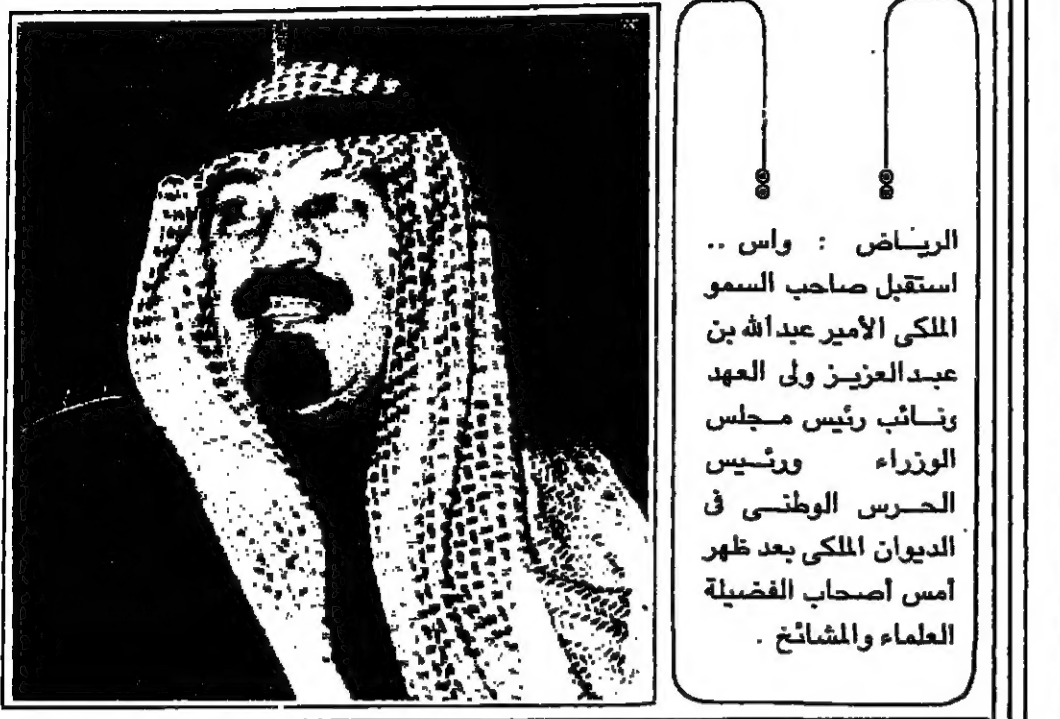 الريـاض : واس ..
استقبل صاحب السمو
الملكى الأمير عبدالله بن
عبدالعزيـز ولى العهد
ونـائب رئيس مـجلس
الوزراء ورئـيس
الحـرس الوطنـى فى
الديوان الملكى بعد ظهر
أمس أصحاب الفضيلة
العلماء والمشائخ .